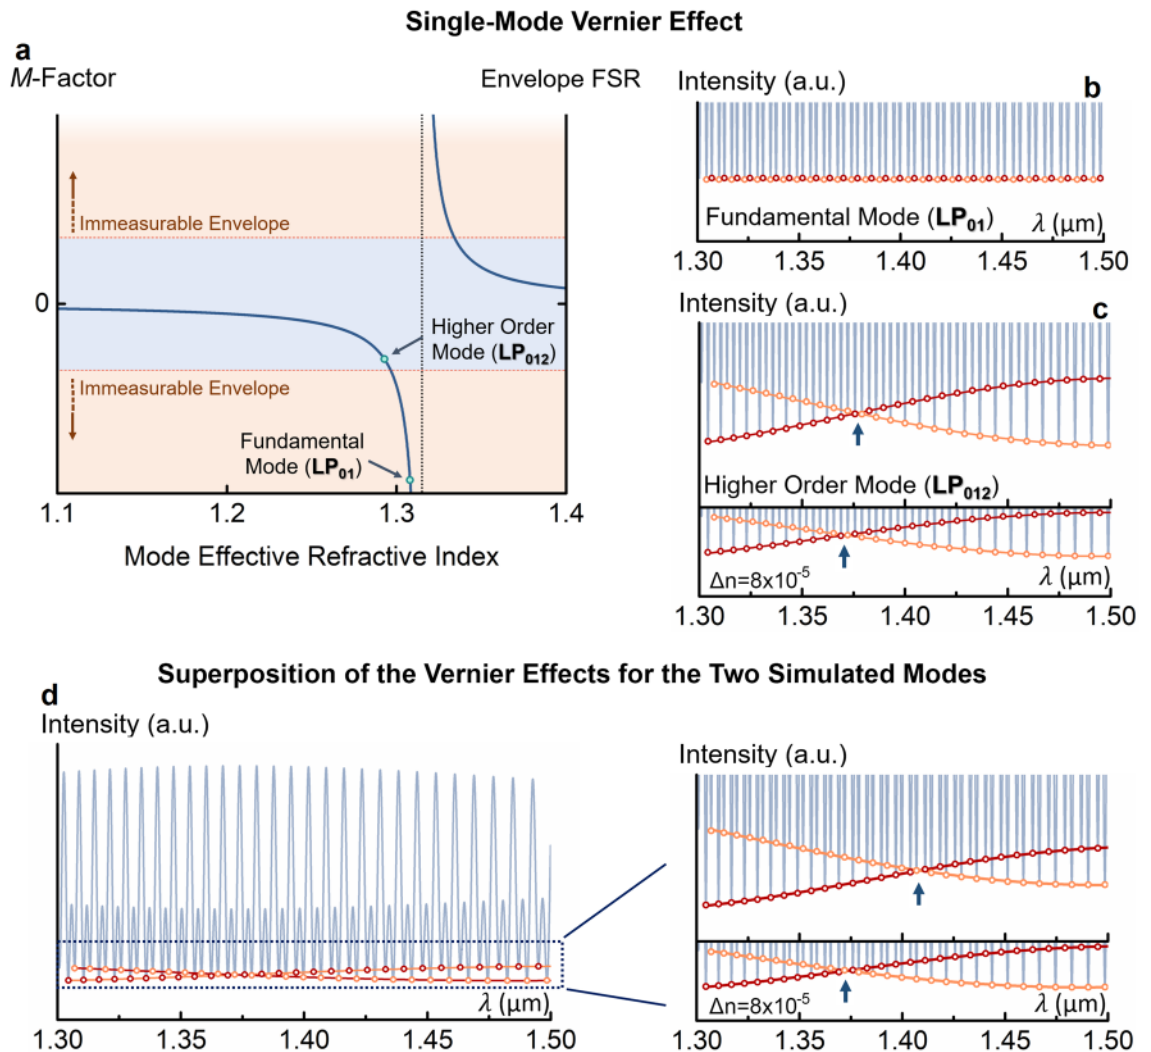 Single-Mode Vernier Effect
a
M-Factor
Envelope FSR
Immeasurable Envelope
0
Higher Order
Mode (LP012)
Immeasurable Envelope
Fundamental
Mode (LP01)
1.1 1.2 1.3 1.4
Mode Effective Refractive Index
Intensity (a.u.)
b
Fundamental Mode (LP01) λ (μm)
1.30 1.35 1.40 1.45 1.50
Intensity (a.u.)
c
Higher Order Mode (LP012)
Δn=8x10-5 λ (μm)
1.30 1.35 1.40 1.45 1.50
Superposition of the Vernier Effects for the Two Simulated Modes
d
Intensity (a.u.)
λ (μm)
1.30 1.35 1.40 1.45 1.50
Intensity (a.u.)
Δn=8x10-5 λ (μm)
1.30 1.35 1.40 1.45 1.50